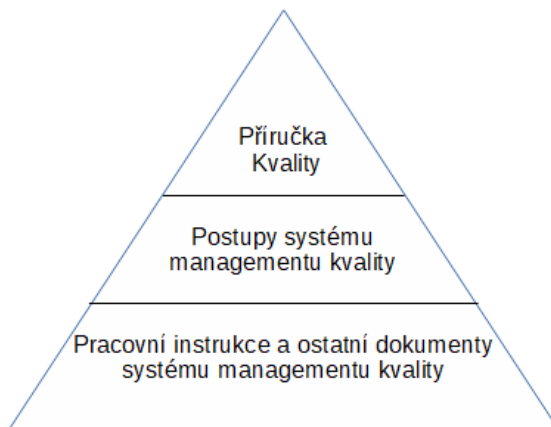 Příručka
Kvality
Postupy systému
managementu kvality
Pracovní instrukce a ostatní dokumenty
systému managementu kvality